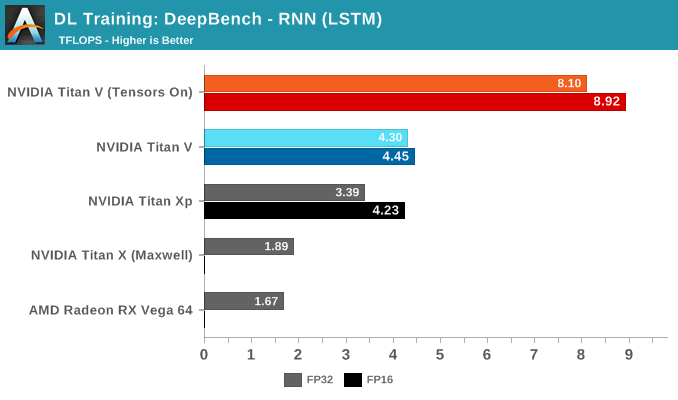 DL Training: DeepBench - RNN (LSTM)
TFLOPS - Higher is Better
NVIDIA Titan V (Tensors On)
8.10
8.92
NVIDIA Titan V
4.30
4.45
NVIDIA Titan Xp
3.39
4.23
NVIDIA Titan X (Maxwell)
1.89
AMD Radeon RX Vega 64
1.67
0 1 2 3 4 5 6 7 8 9
FP32 FP16